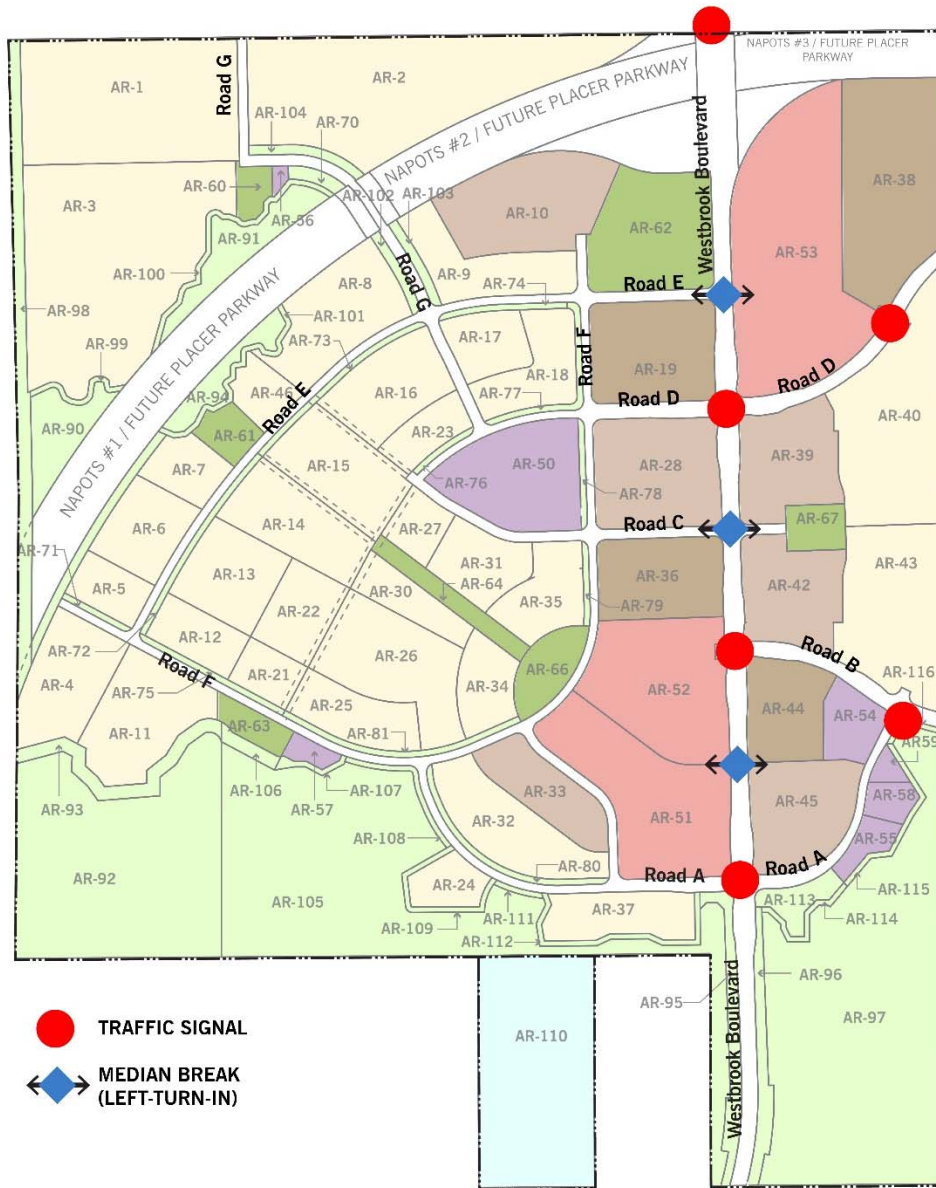 NAPOTS #3 / FUTURE PLACER
PARKWAY
AR-1
Road G
AR-2
NAPOTS #2 / FUTURE PLACER PARKWAY
Westbrook Boulevard
AR-104
AR-70
AR-38
AR-60
AR-56
AR-102
AR-103
AR-3
AR-10
AR-62
AR-91
AR-53
AR-100
Road G
AR-9
AR-8
AR-74
Road E
AR-98
AR-101
AR-99
AR-73
AR-17
Road F
AR-19
AR-18
Road D
AR-94
AR-46
Road E
AR-16
AR-77
Road D
AR-90
NAPOTS #1 / FUTURE PLACER PARKWAY
AR-61
AR-23
AR-40
AR-7
AR-15
AR-50
AR-28
AR-39
AR-76
AR-78
AR-6
AR-14
AR-27
Road C
AR-67
AR-71
AR-31
AR-43
AR-5
AR-13
AR-64
AR-36
AR-30
AR-42
AR-22
AR-35
AR-79
AR-12
AR-72
Road F
AR-26
AR-66
Road B
AR-4
AR-75
AR-21
AR-34
AR-52
AR-116
AR-25
AR-44
AR-54
AR-11
AR-63
AR-81
AR59
AR-93
AR-106
AR-57
AR-107
AR-33
AR-58
AR-45
AR-32
AR-51
AR-55
AR-108
AR-80
Road A
Road A
AR-92
AR-24
AR-115
AR-105
AR-111
AR-37
AR-113
AR-114
AR-109
AR-112
AR-95
Westbrook Boulevard
AR-96
AR-97
TRAFFIC SIGNAL
AR-110
MEDIAN BREAK
(LEFT-TURN-IN)